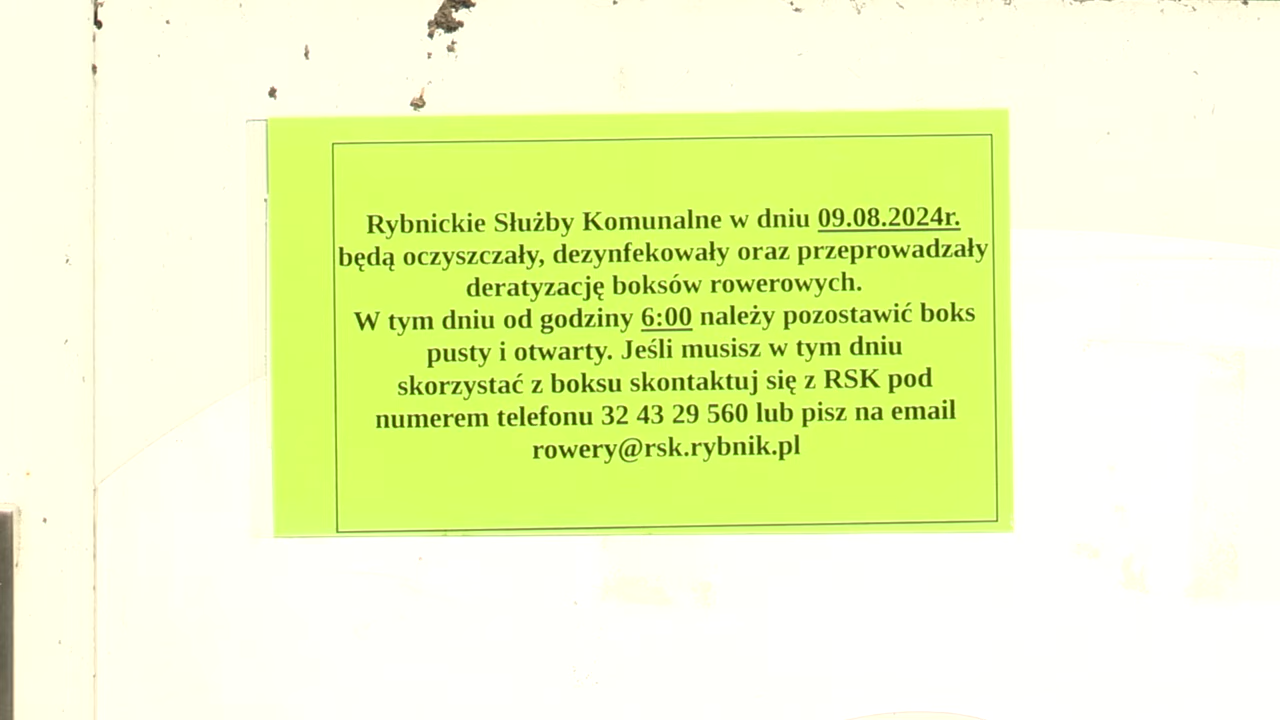 Rybnickie Służby Komunalne w dniu 09.08.2024r.
będą oczyszczały, dezynfekowały oraz przeprowadzały
deratyzację boksów rowerowych.
W tym dniu od godziny 6:00 należy pozostawić boks
pusty i otwarty. Jeśli musisz w tym dniu
skorzystać z boksu skontaktuj się z RSK pod
numerem telefonu 32 43 29 560 lub pisz na email
rowery@rsk.rybnik.pl